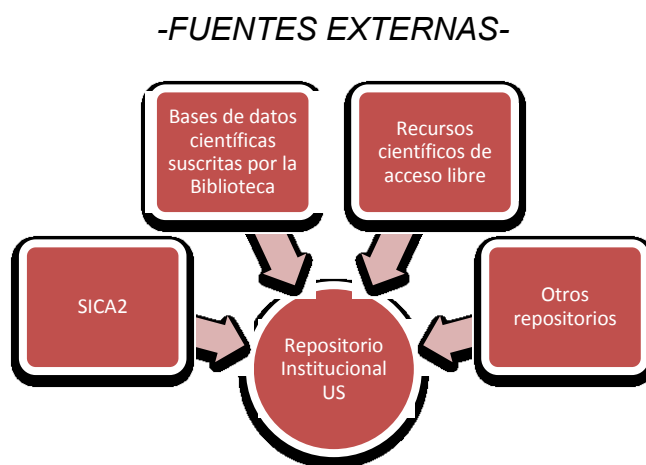 -FUENTES EXTERNAS-
Bases de datos
científicas
suscritas por la
Biblioteca
Recursos
científicos de
acceso libre
SICA2
Otros
repositorios
Repositorio
Institucional
US